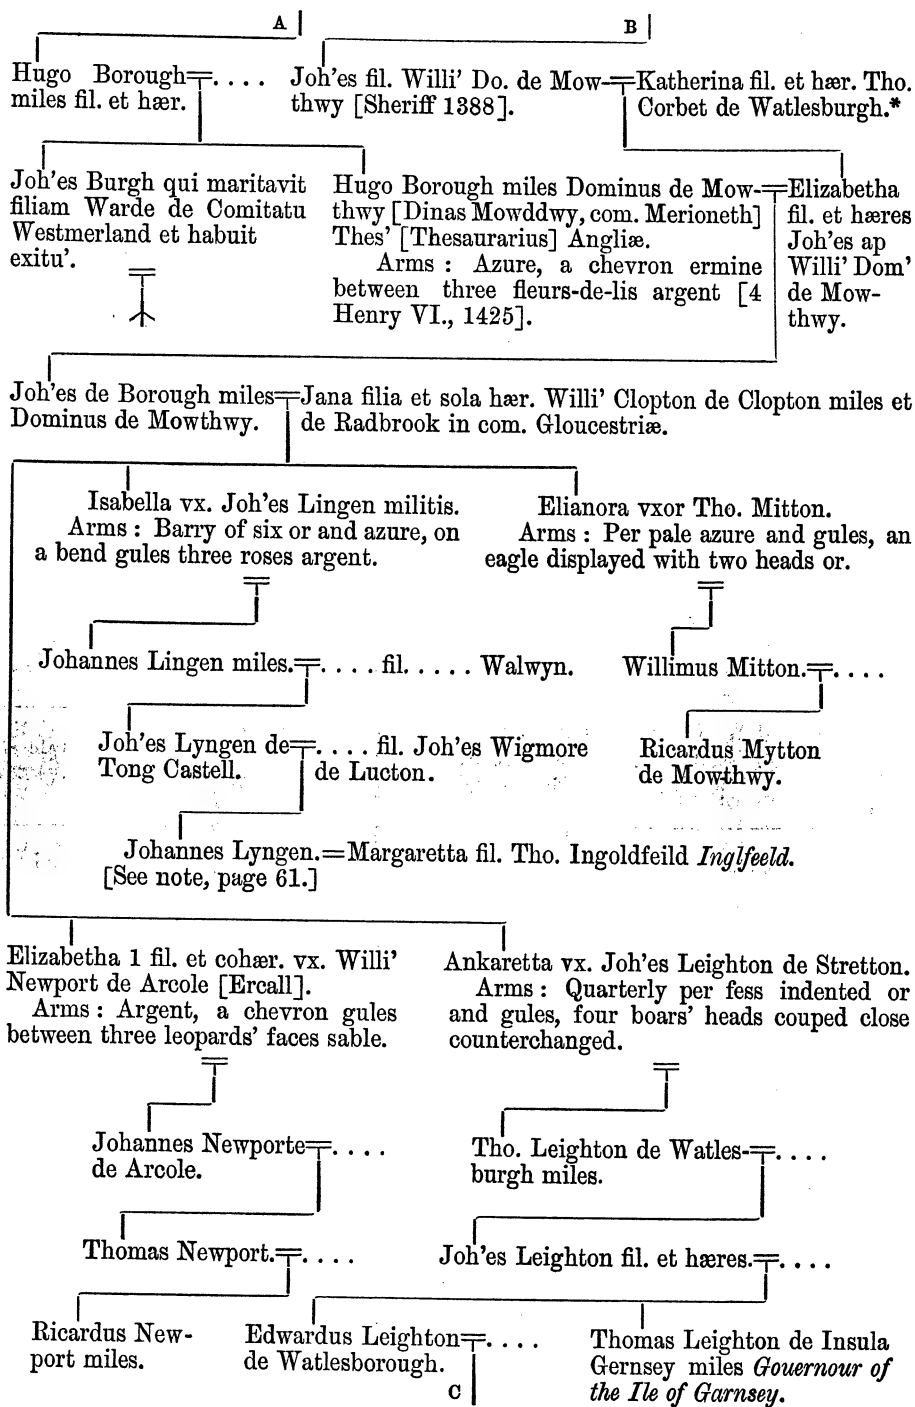 A
B
Hugo Borough=.... Joh'es fil. Willi' Do. de Mow-=Katherina fil. et hær. Tho.
miles fil. et hær. thwy [Sheriff 1388]. Corbet de Watlesburgh.*
Joh'es Burgh qui maritavit
filiam Warde de Comitatu
Westmerland et habuit
exitu'.
Hugo Borough miles Dominus de Mow-
thwy [Dinas Mowddwy, com. Merioneth]
Thes' [Thesaurarius] Angliæ.
Arms : Azure, a chevron ermine
between three fleurs-de-lis argent [4
Henry VI., 1425].
=Elizabetha
fil. et hæres
Joh'es ap
Willi' Dom'
de Mow-
thwy.
Joh'es de Borough miles=Jana filia et sola hær. Willi' Clopton de Clopton miles et
Dominus de Mowthwy. de Radbrook in com. Gloucestriæ.
Isabella vx. Joh'es Lingen militis.
Arms : Barry of six or and azure, on
a bend gules three roses argent.
Elianora vxor Tho. Mitton.
Arms : Per pale azure and gules, an
eagle displayed with two heads or.
Johannes Lingen miles.=.... fil. .... Walwyn.
Willimus Mitton.=....
Joh'es Lyngen de=.... fil. Joh'es Wigmore
Tong Castell. de Lucton.
Ricardus Mytton
de Mowthwy.
Johannes Lyngen.=Margaretta fil. Tho. Ingoldfeild Inglfeeld.
[See note, page 61.]
Elizabetha 1 fil. et cohær. vx. Willi'
Newport de Arcole [Ercall].
Arms : Argent, a chevron gules
between three leopards' faces sable.
Ankaretta vx. Joh'es Leighton de Stretton.
Arms : Quarterly per fess indented or
and gules, four boars' heads couped close
counterchanged.
Johannes Newporte=....
de Arcole.
Tho. Leighton de Watles-=....
burgh miles.
Thomas Newport.=....
Joh'es Leighton fil. et hæres.=....
Ricardus New-
port miles.
Edwardus Leighton=....
de Watlesborough.
C
Thomas Leighton de Insula
Gernsey miles Gouernour of
the Ile of Garnsey.